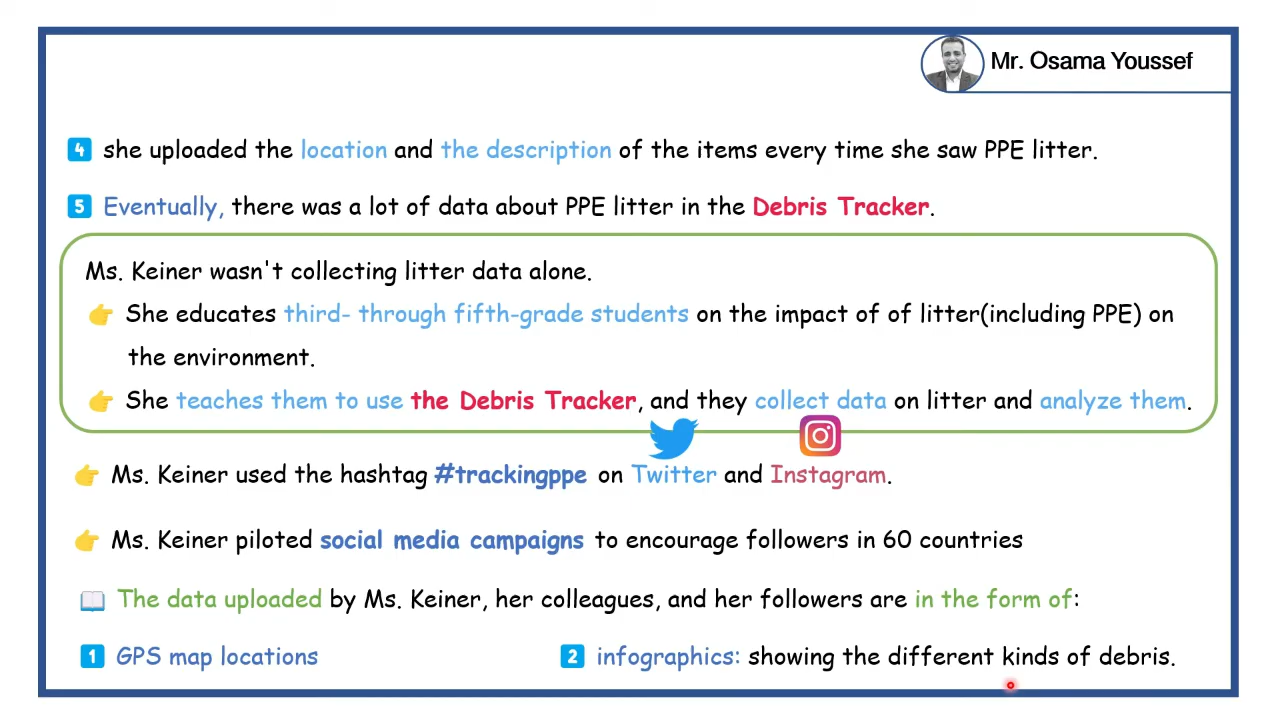 Mr. Osama Youssef
4 she uploaded the location and the description of the items every time she saw PPE litter.
5 Eventually, there was a lot of data about PPE litter in the Debris Tracker.
Ms. Keiner wasn't collecting litter data alone.
👉 She educates third- through fifth-grade students on the impact of of litter(including PPE) on
the environment.
👉 She teaches them to use the Debris Tracker, and they collect data on litter and analyze them.
👉 Ms. Keiner used the hashtag #trackingppe on Twitter and Instagram.
👉 Ms. Keiner piloted social media campaigns to encourage followers in 60 countries
📖 The data uploaded by Ms. Keiner, her colleagues, and her followers are in the form of:
1 GPS map locations
2 infographics: showing the different kinds of debris.